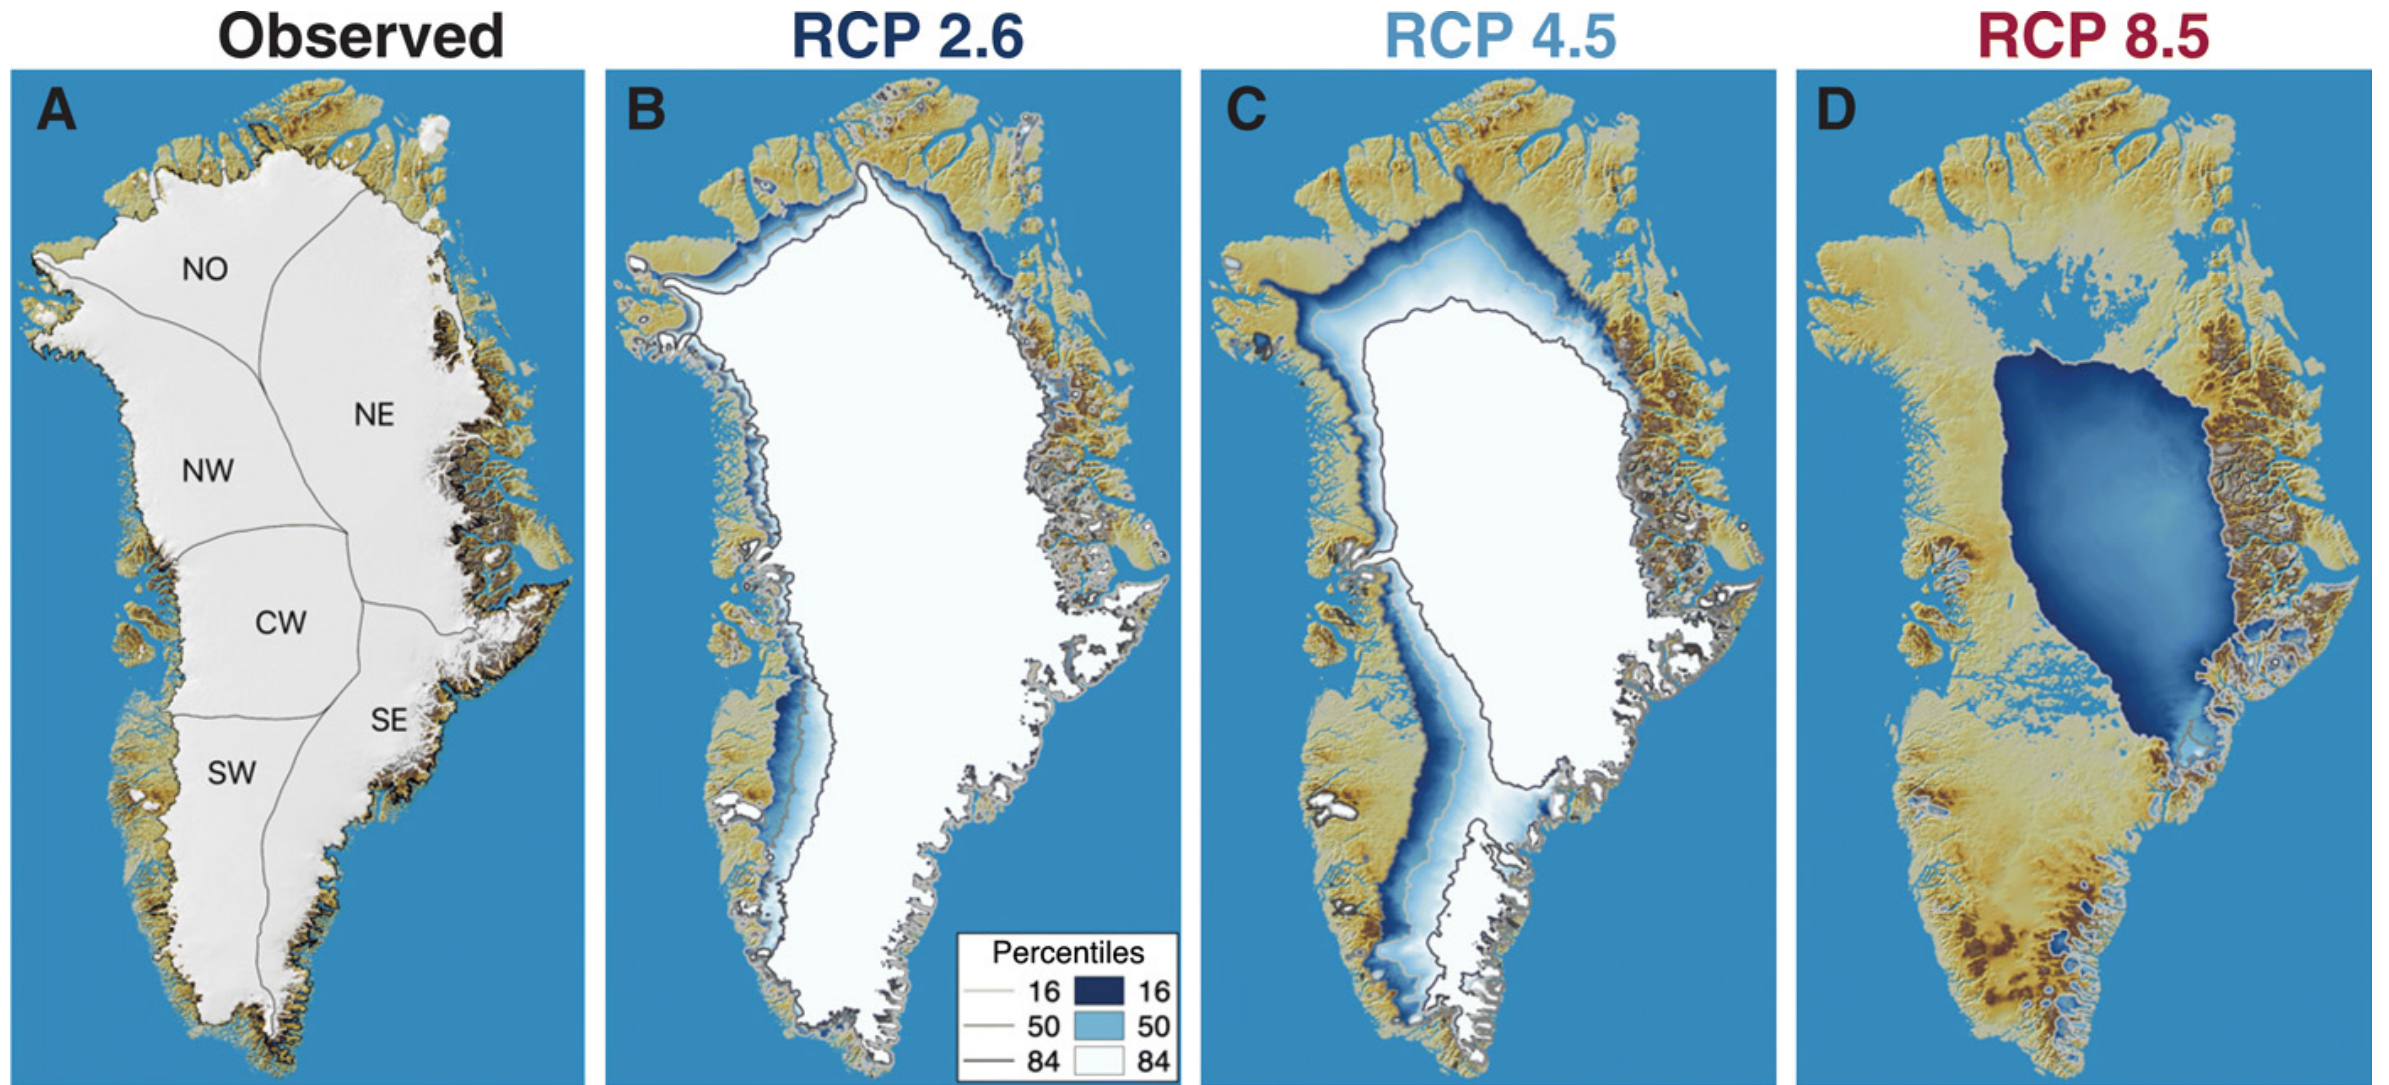 Observed
RCP 2.6
RCP 4.5
RCP 8.5
A
B
C
D
NO
NE
NW
CW
SE
SW
Percentiles
16 16
50 50
84 84